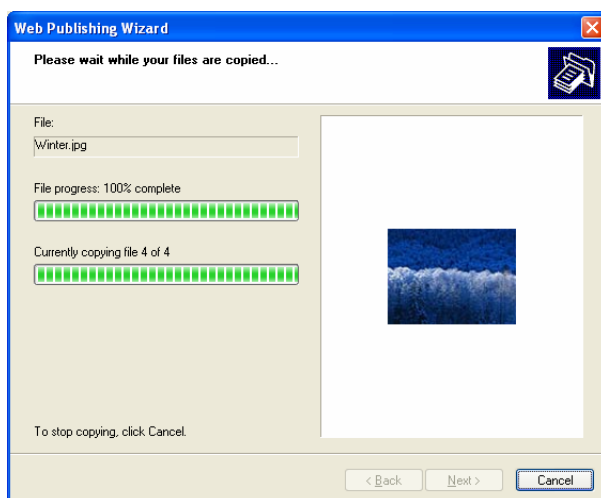 Web Publishing Wizard
Please wait while your files are copied...
File:
Winter.jpg
File progress: 100% complete
Currently copying file 4 of 4
To stop copying, click Cancel.
< Back
Next >
Cancel